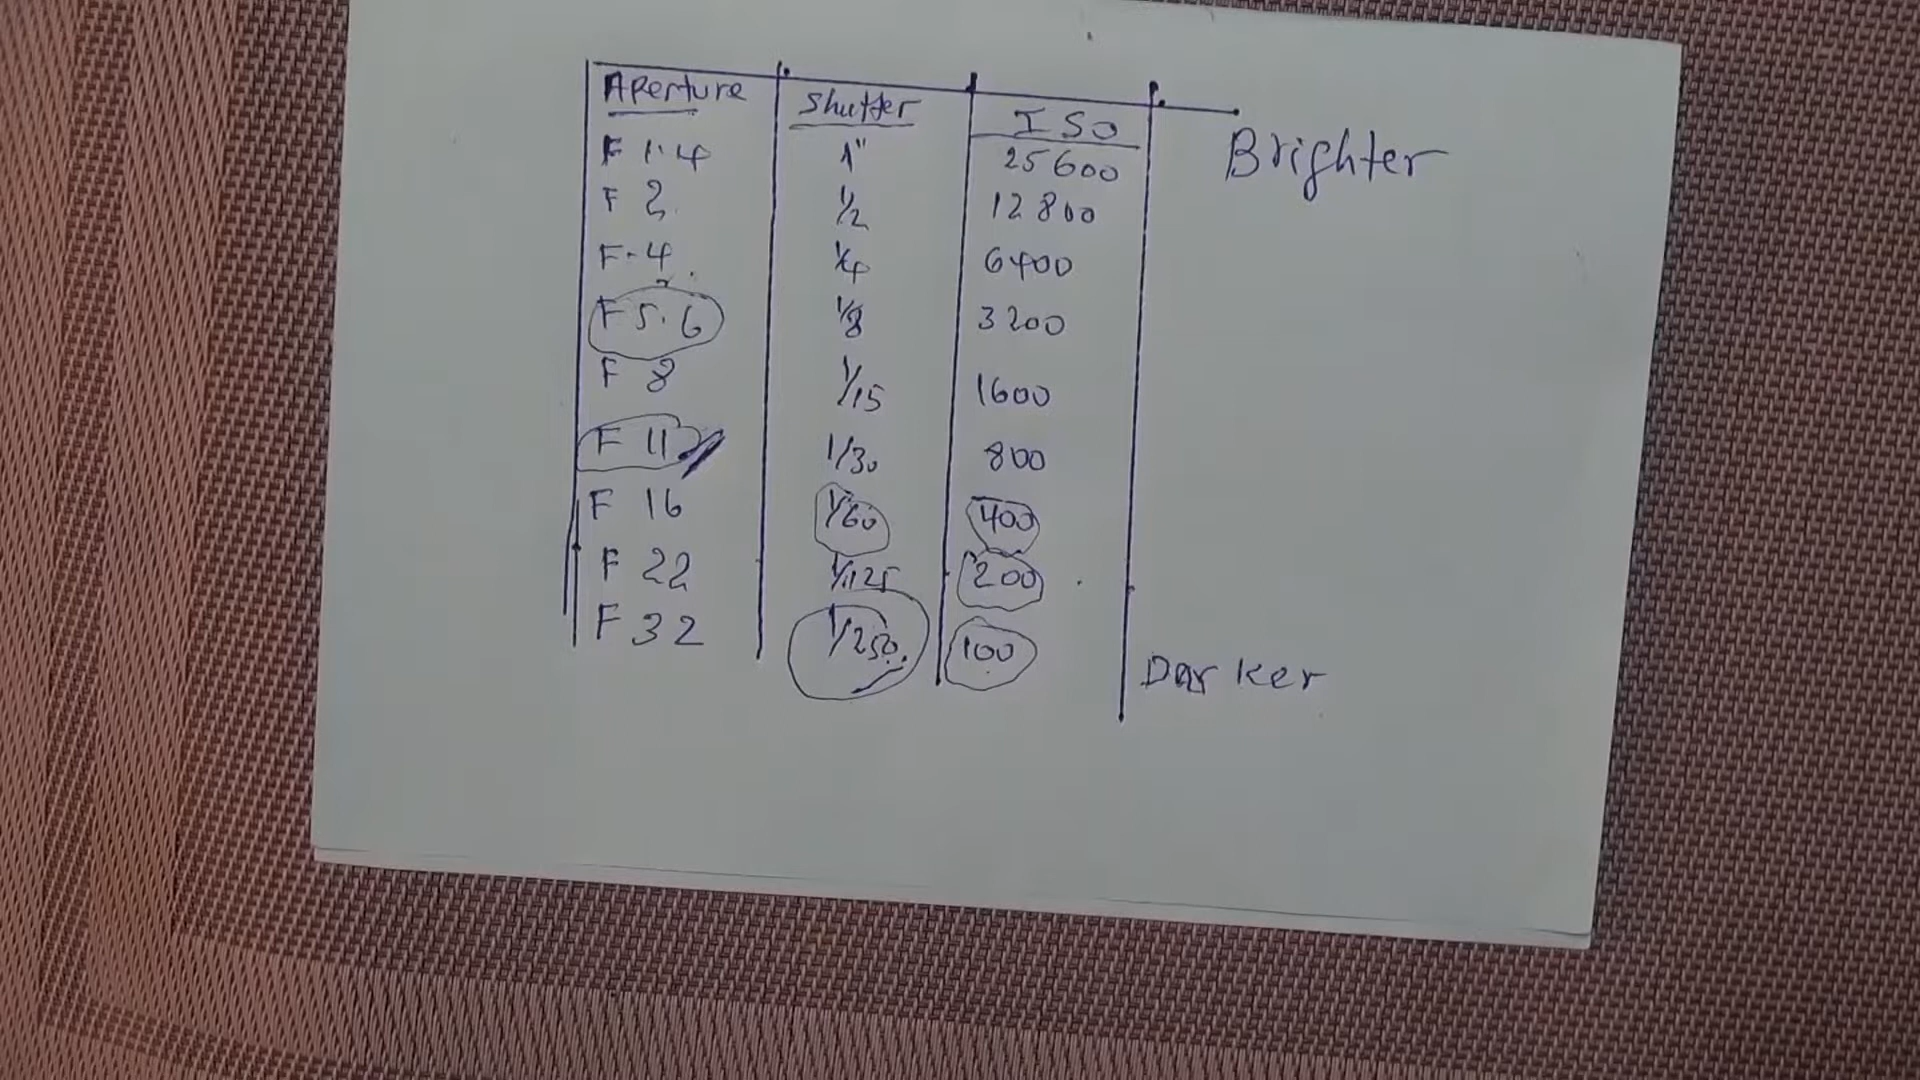 Aperture Shutter ISO
F 1.4 1" 25600 Brighter
F 2 1/2 12800
F.4 1/4 6400
F 5.6 1/8 3200
F 8 1/15 1600
F 11 1/30 800
F 16 1/60 400
F 22 1/125 200
F 32 1/250 100 Darker